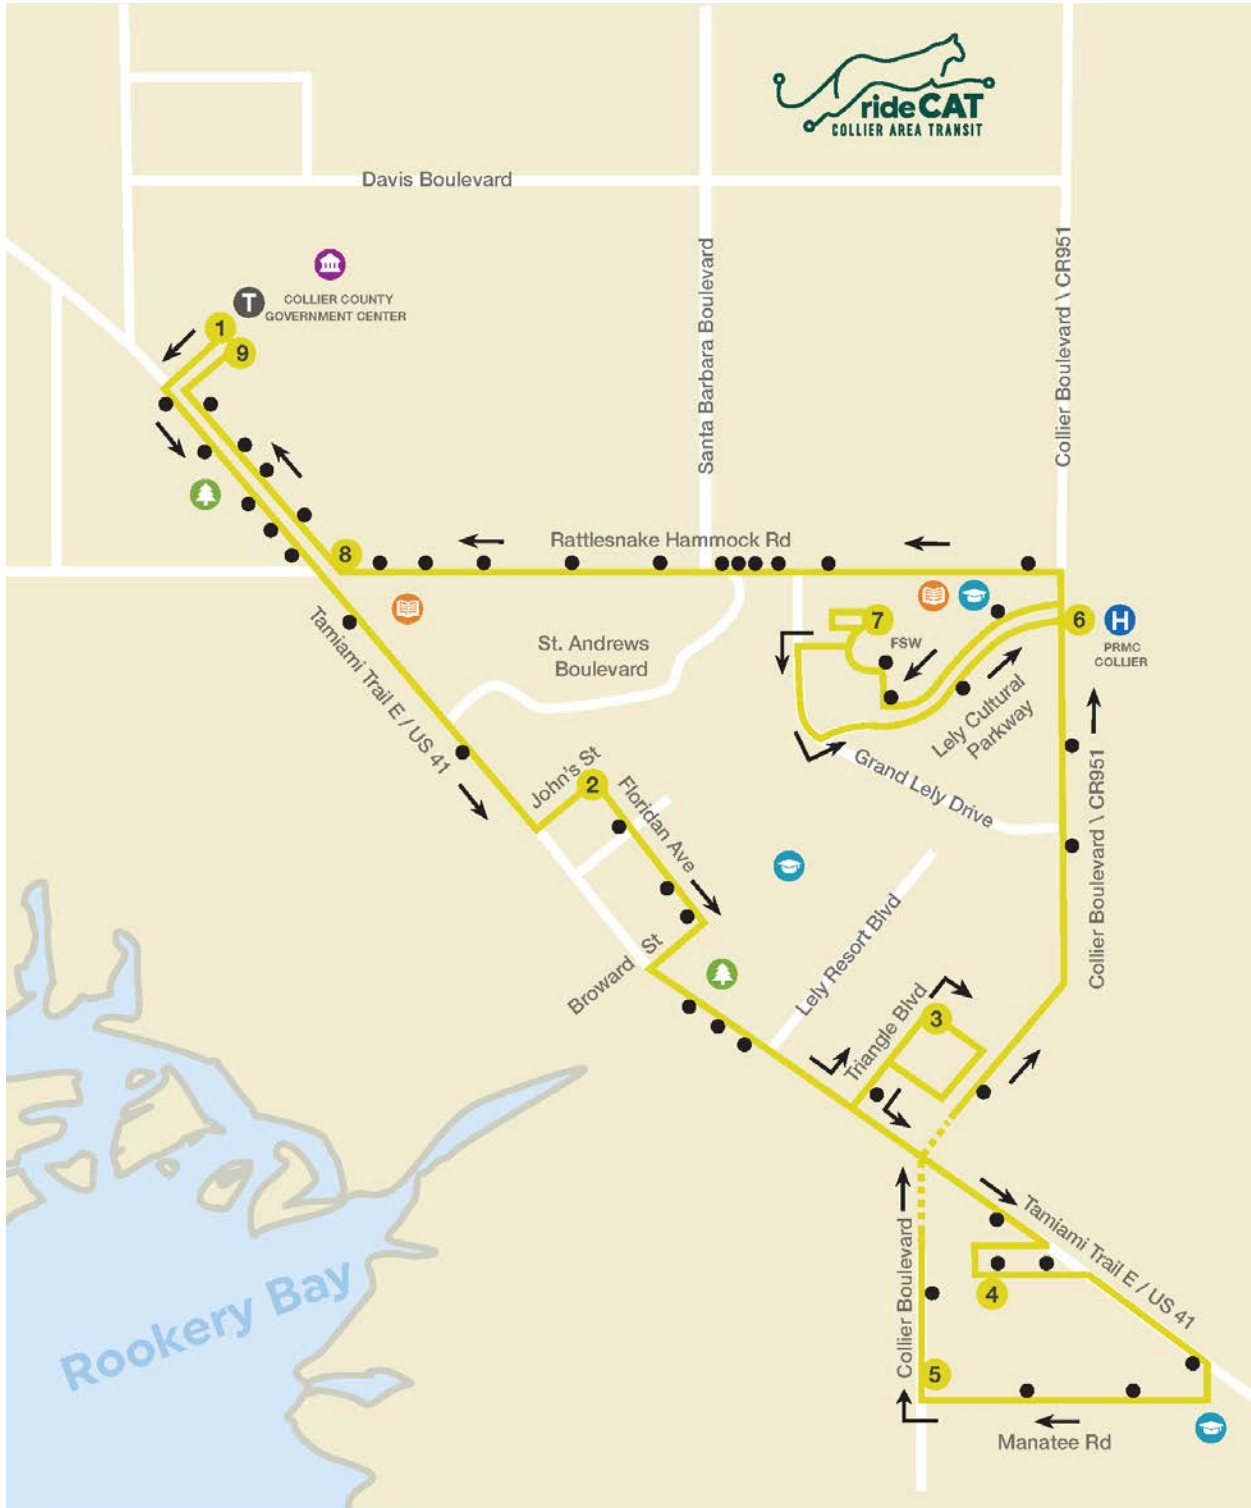 rideCAT
COLLIER AREA TRANSIT
Davis Boulevard
Santa Barbara Boulevard
Collier Boulevard \ CR951
T
COLLIER COUNTY
GOVERNMENT CENTER
1
9
Rattlesnake Hammock Rd
8
7
FSW
6
H
PRMC
COLLIER
Tamiami Trail E / US 41
St. Andrews
Boulevard
Lely Cultural
Parkway
Grand Lely Drive
John's St
2
Floridan Ave
Collier Boulevard \ CR951
Broward St
Lely Resort Blvd
Triangle Blvd
3
Tamiami Trail E / US 41
Collier Boulevard
4
5
Manatee Rd
Rookery Bay